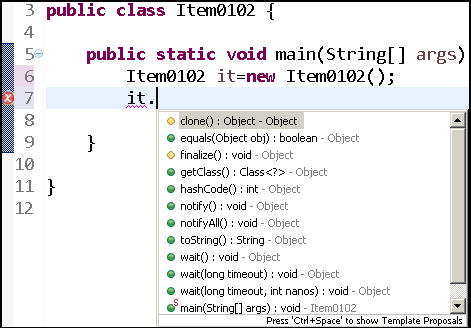 3 public class Item0102 {
4
5 public static void main(String[] args)
6 Item0102 it=new Item0102();
7 it.
8
9 }
10
11 }
12
clone() : Object - Object
equals(Object obj) : boolean - Object
finalize() : void - Object
getClass() : Class<?> - Object
hashCode() : int - Object
notify() : void - Object
notifyAll() : void - Object
toString() : String - Object
wait() : void - Object
wait(long timeout) : void - Object
wait(long timeout, int nanos) : void - Object
S main(String[] args) : void - Item0102
Press 'Ctrl+Space' to show Template Proposals